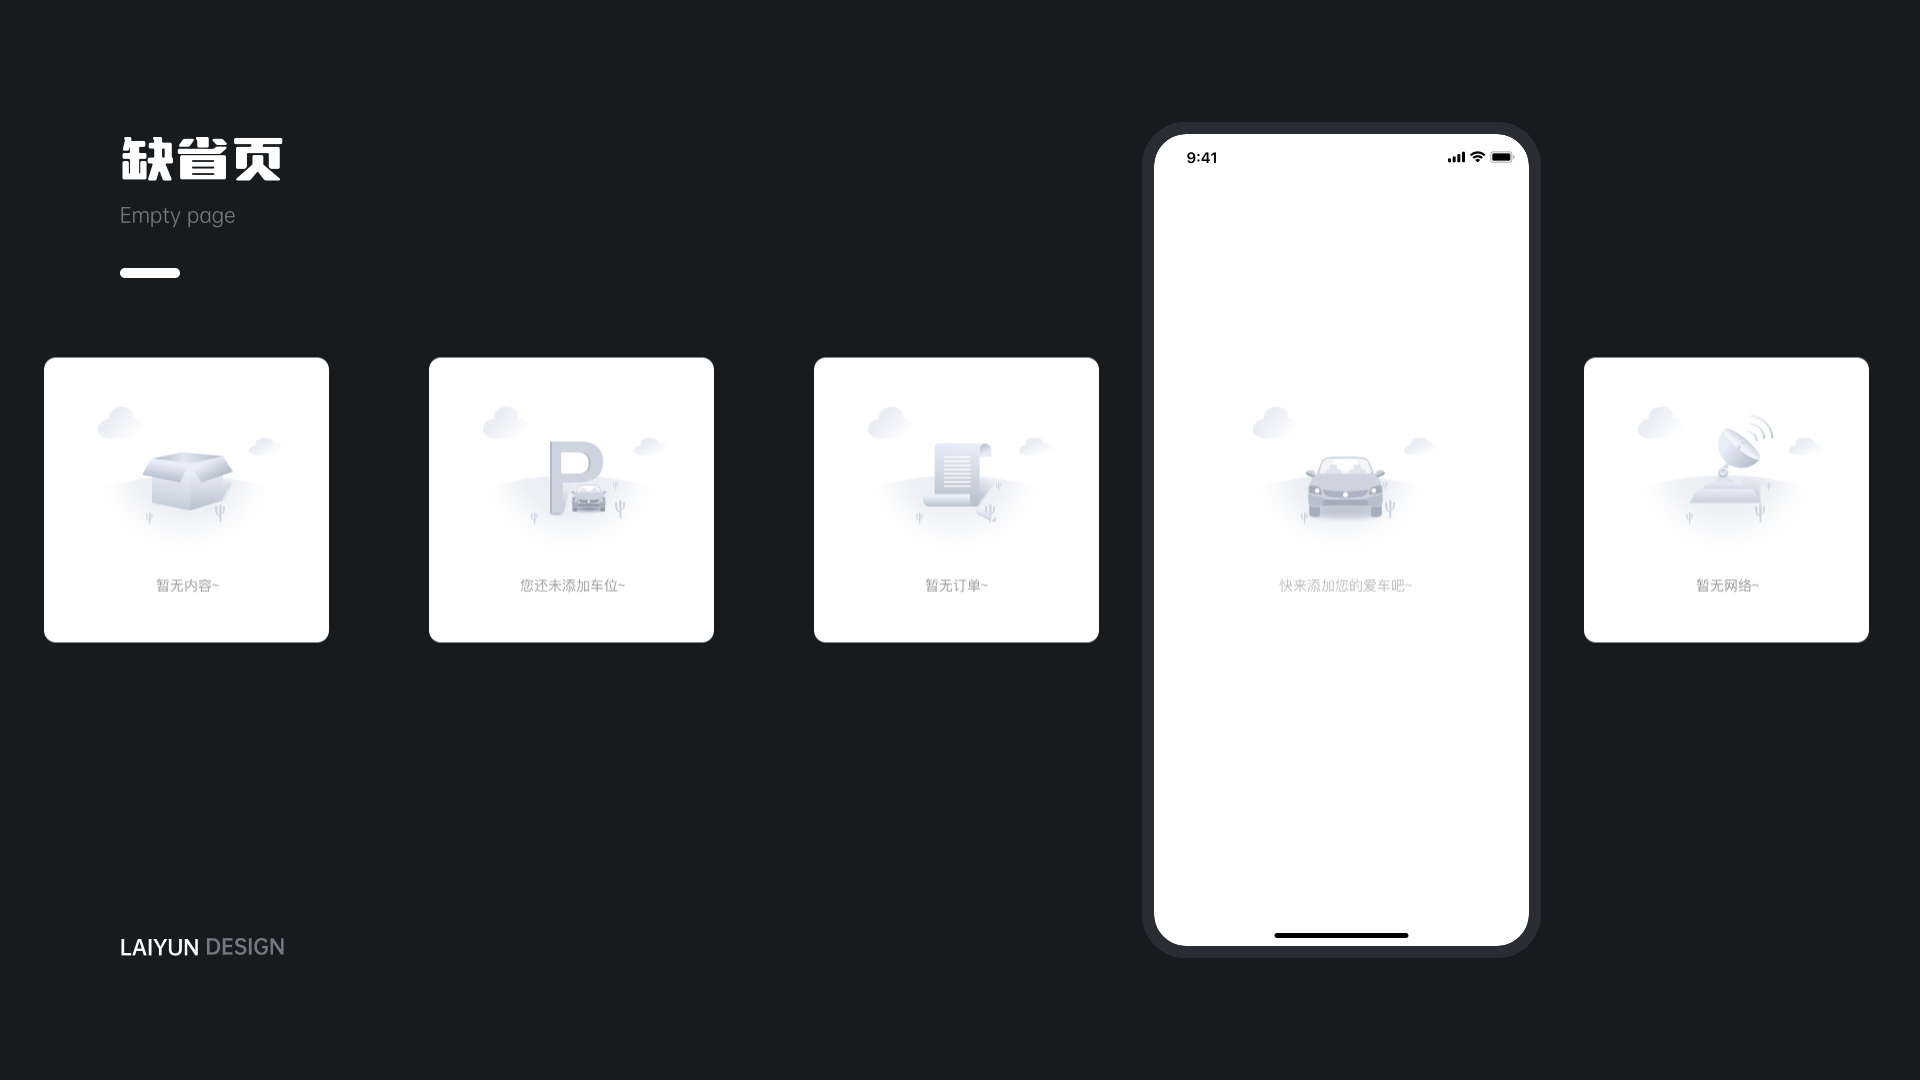 缺省页
Empty page
9:41
暂无内容~
您还未添加车位~
P
暂无订单~
快来添加您的爱车吧~
暂无网络~
LAIYUN DESIGN